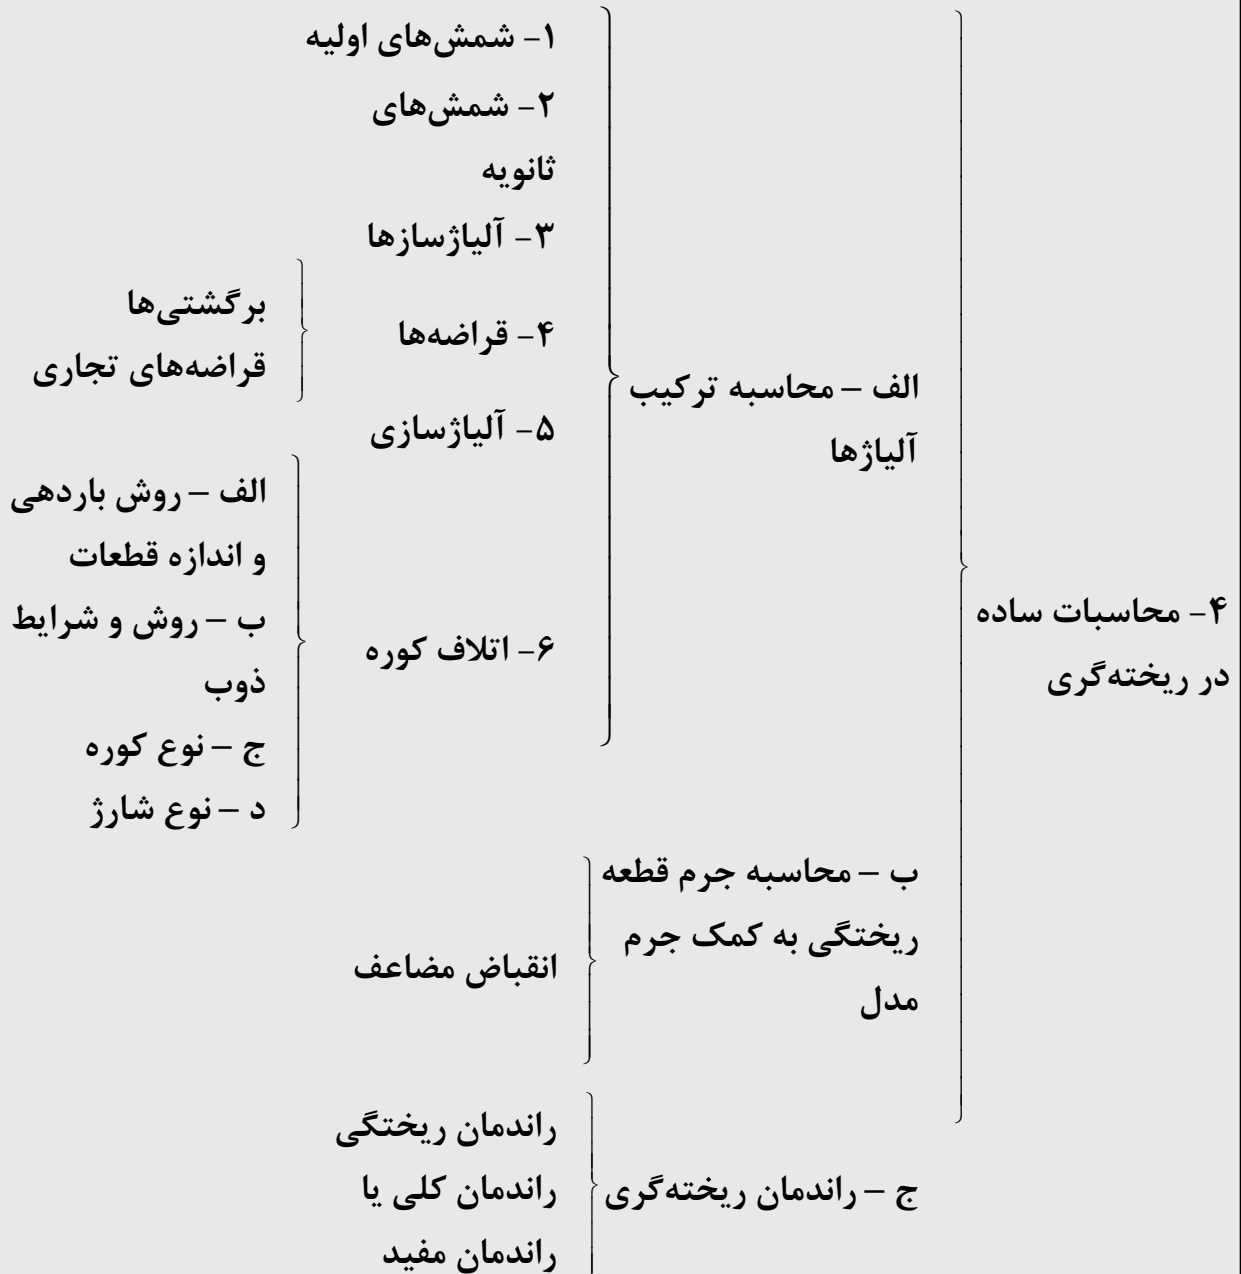 ۴- محاسبات ساده
در ریخته‌گری
الف – محاسبه ترکیب
آلیاژها
۱- شمش‌های اولیه
۲- شمش‌های
ثانویه
۳- آلیاژسازها
۴- قراضه‌ها
برگشتی‌ها
قراضه‌های تجاری
۵- آلیاژسازی
۶- اتلاف کوره
الف – روش باردهی
و اندازه قطعات
ب – روش و شرایط
ذوب
ج – نوع کوره
د – نوع شارژ
ب – محاسبه جرم قطعه
ریختگی به کمک جرم
مدل
انقباض مضاعف
ج – راندمان ریخته‌گری
راندمان ریختگی
راندمان کلی یا
راندمان مفید